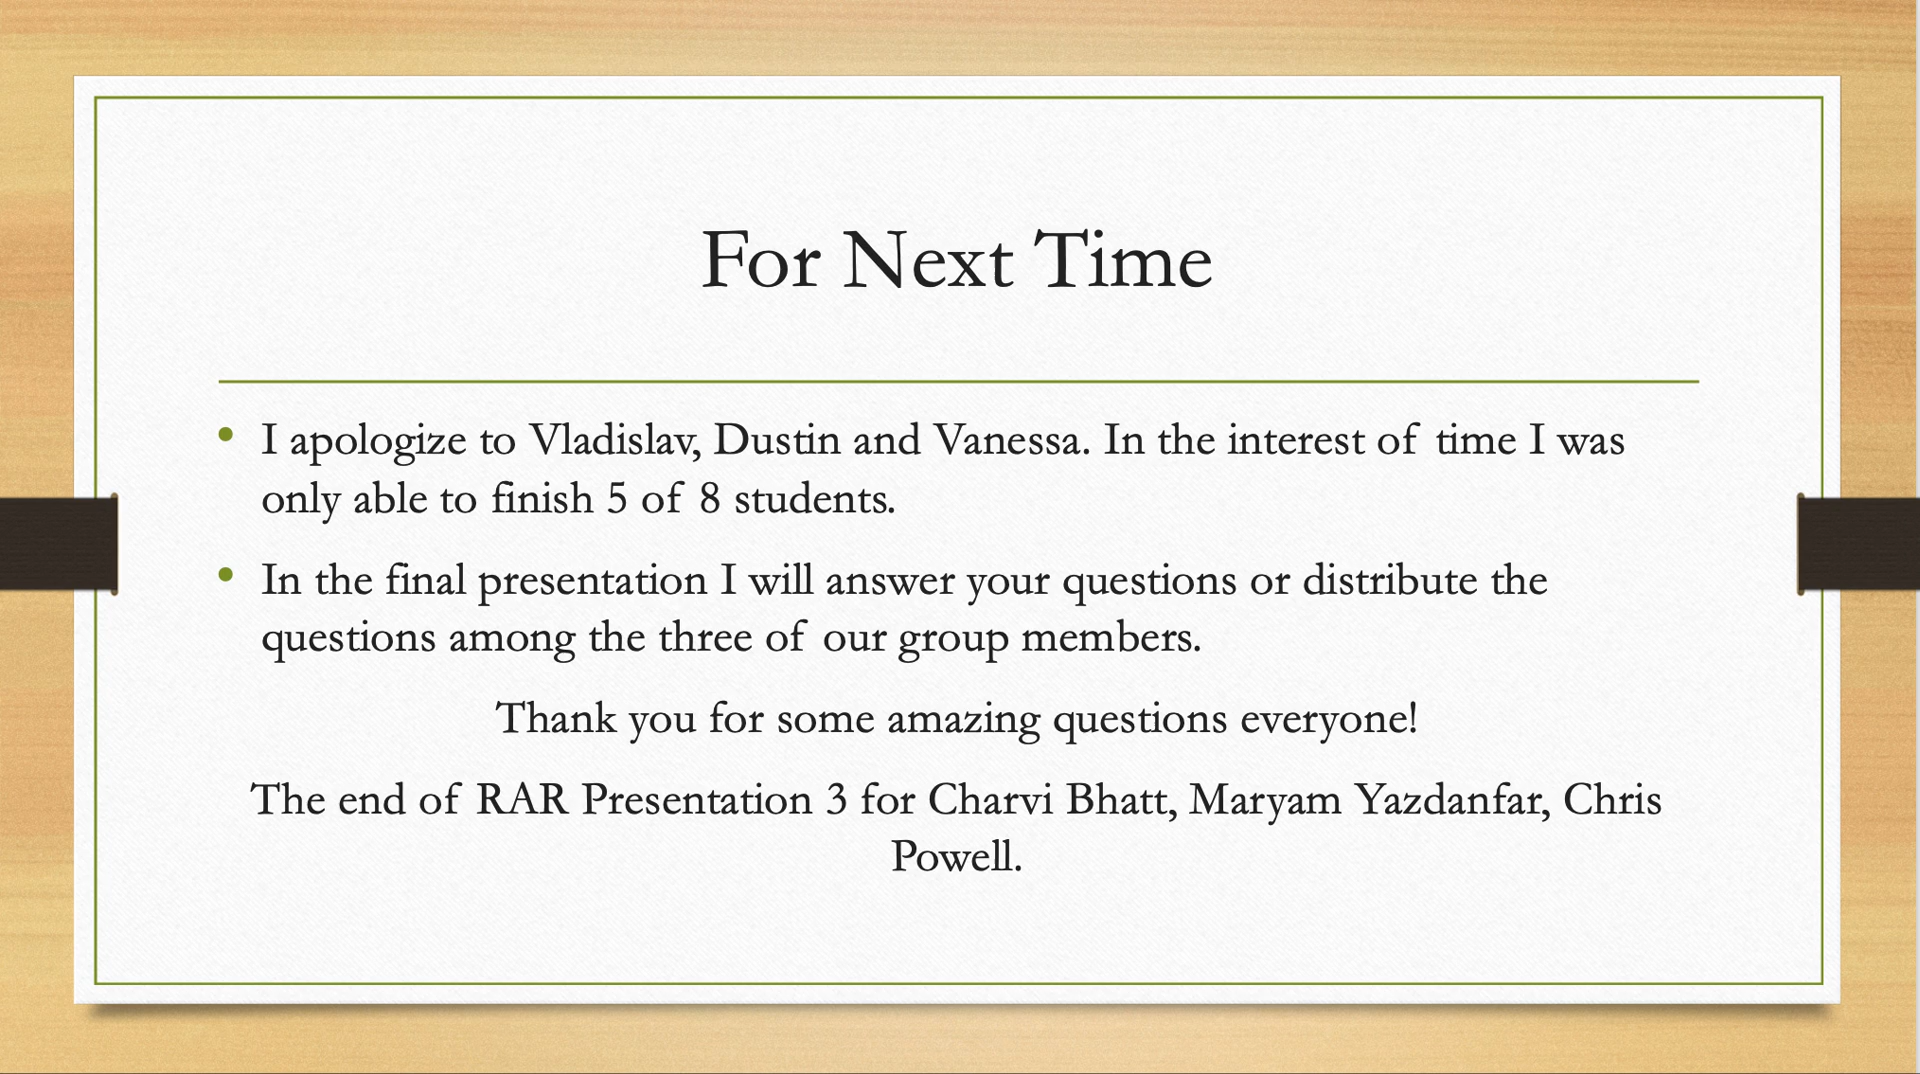 For Next Time
• I apologize to Vladislav, Dustin and Vanessa. In the interest of time I was
only able to finish 5 of 8 students.
• In the final presentation I will answer your questions or distribute the
questions among the three of our group members.
Thank you for some amazing questions everyone!
The end of RAR Presentation 3 for Charvi Bhatt, Maryam Yazdanfar, Chris
Powell.